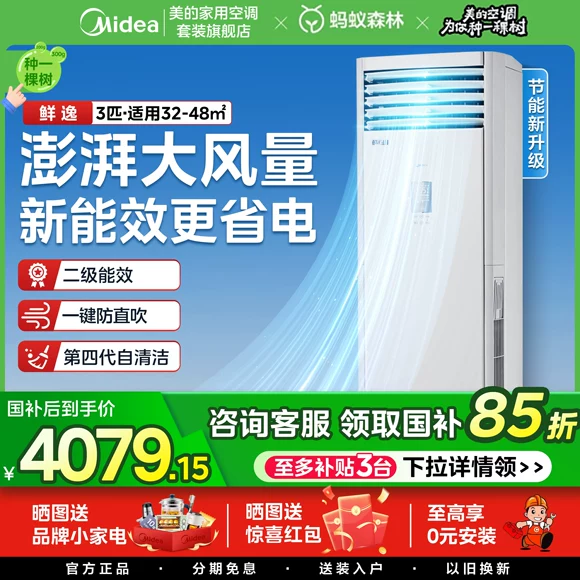 Midea 美的家用空调 套装旗舰店 × 蚂蚁森林 × 美的空调 为你种一棵树
100g
种一棵树
鲜逸 3匹·适用32-48㎡
节能新升级
澎湃大风量
新能效更省电
二级能效
一键防直吹
第四代自清洁
国补后到手价
¥4079.15
咨询客服 领取国补85折
至多补贴3台 下拉详情领>>
晒图送
品牌小家电
晒图送
惊喜红包
至高享
0元安装
官方正品 | 分期免息 | 送装入户 | 以旧换新